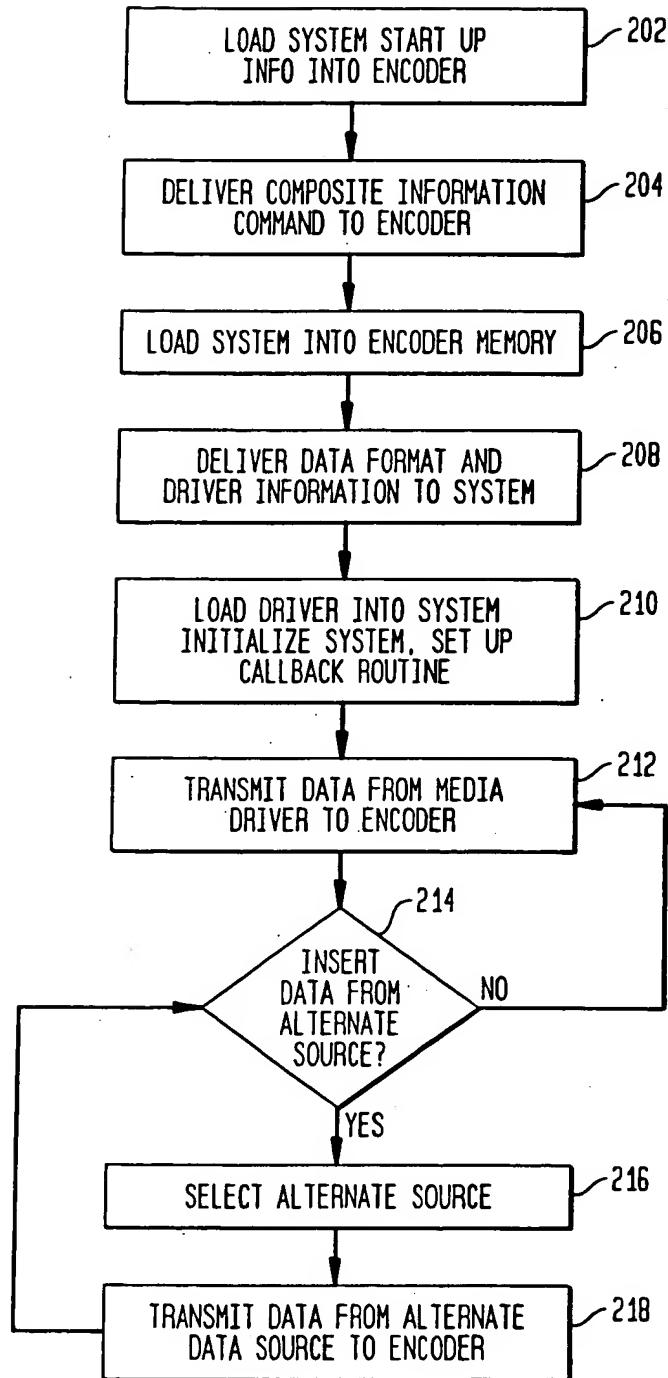 LOAD SYSTEM START UP
INFO INTO ENCODER
202
DELIVER COMPOSITE INFORMATION
COMMAND TO ENCODER
204
LOAD SYSTEM INTO ENCODER MEMORY
206
DELIVER DATA FORMAT AND
DRIVER INFORMATION TO SYSTEM
208
LOAD DRIVER INTO SYSTEM
INITIALIZE SYSTEM, SET UP
CALLBACK ROUTINE
210
TRANSMIT DATA FROM MEDIA
DRIVER TO ENCODER
212
214
INSERT
DATA FROM
ALTERNATE
SOURCE?
NO
YES
SELECT ALTERNATE SOURCE
216
TRANSMIT DATA FROM ALTERNATE
DATA SOURCE TO ENCODER
218